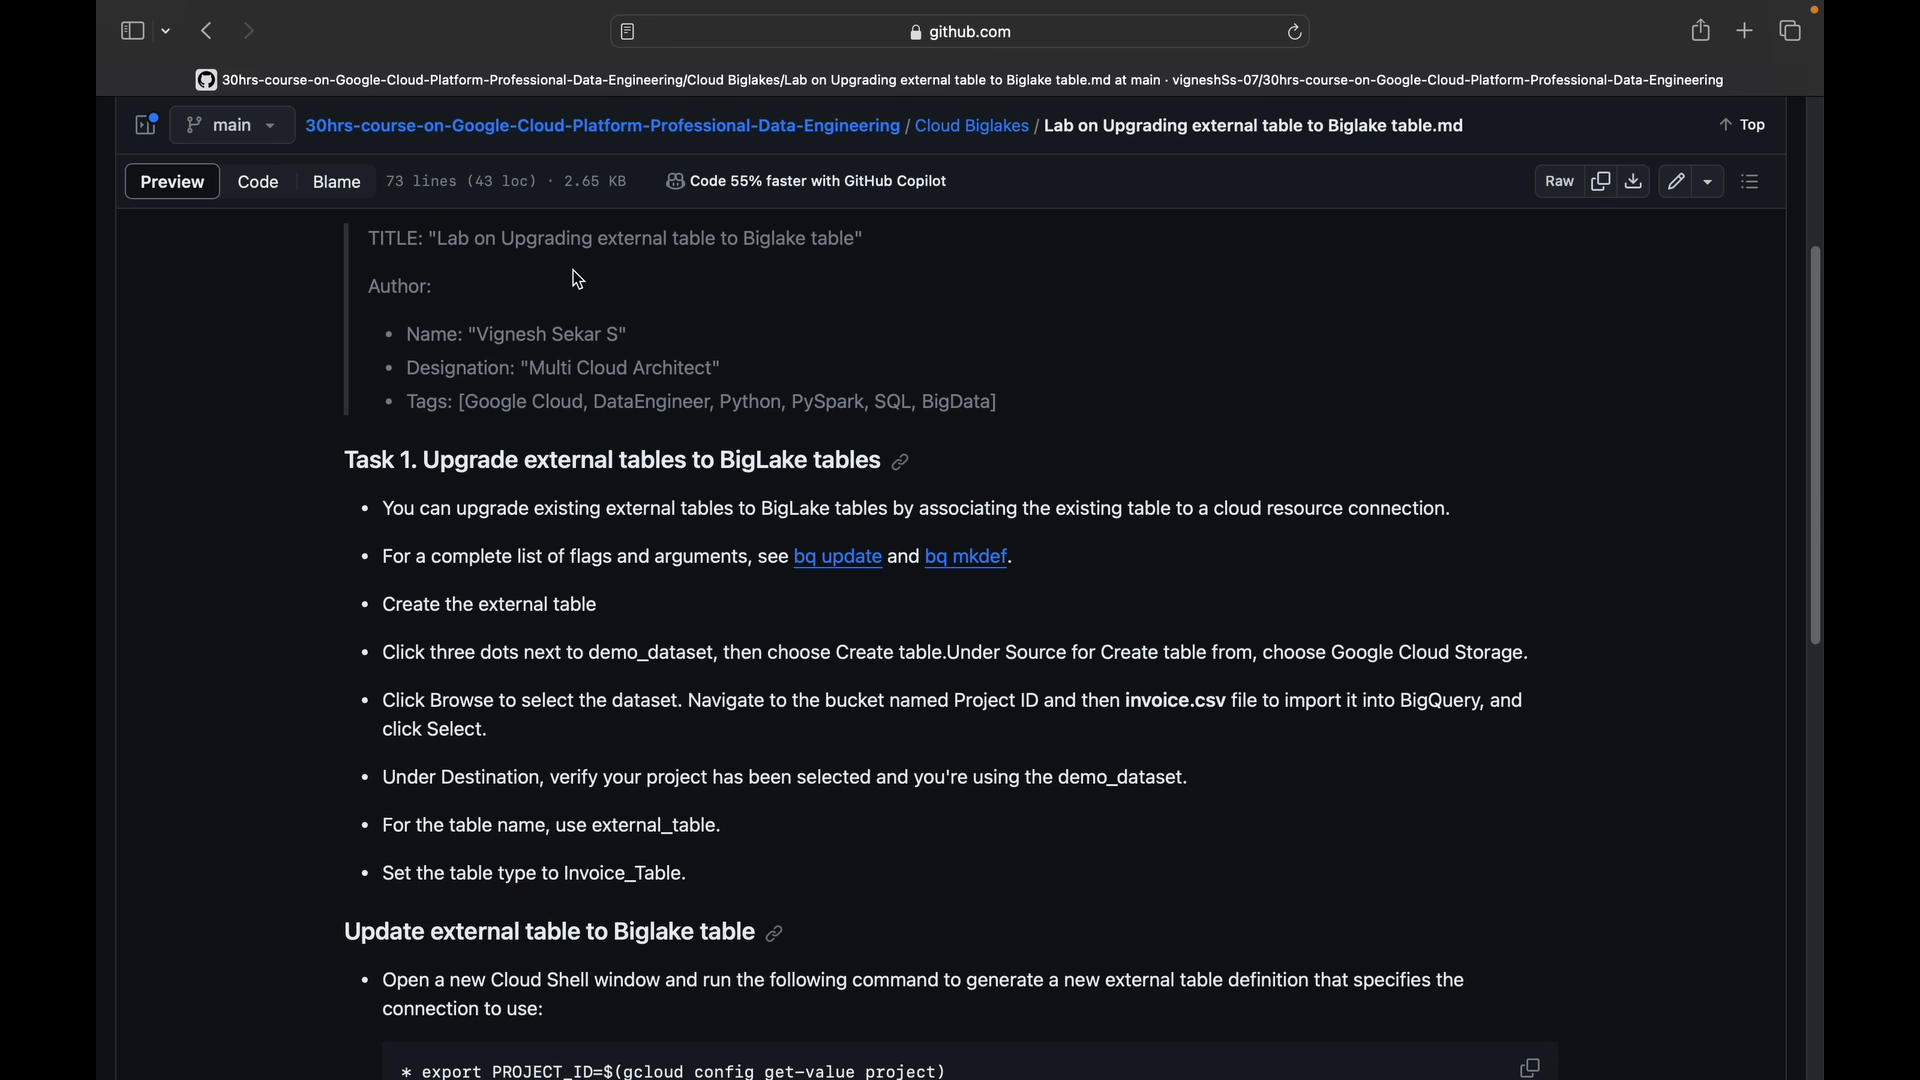 github.com
30hrs-course-on-Google-Cloud-Platform-Professional-Data-Engineering/Cloud Biglakes/Lab on Upgrading external table to Biglake table.md at main · vigneshSs-07/30hrs-course-on-Google-Cloud-Platform-Professional-Data-Engineering
main 30hrs-course-on-Google-Cloud-Platform-Professional-Data-Engineering / Cloud Biglakes / Lab on Upgrading external table to Biglake table.md Top
Preview Code Blame 73 lines (43 loc) · 2.65 KB Code 55% faster with GitHub Copilot Raw
TITLE: "Lab on Upgrading external table to Biglake table"
Author:
• Name: "Vignesh Sekar S"
• Designation: "Multi Cloud Architect"
• Tags: [Google Cloud, DataEngineer, Python, PySpark, SQL, BigData]
Task 1. Upgrade external tables to BigLake tables
• You can upgrade existing external tables to BigLake tables by associating the existing table to a cloud resource connection.
• For a complete list of flags and arguments, see bq update and bq mkdef.
• Create the external table
• Click three dots next to demo_dataset, then choose Create table.Under Source for Create table from, choose Google Cloud Storage.
• Click Browse to select the dataset. Navigate to the bucket named Project ID and then invoice.csv file to import it into BigQuery, and
click Select.
• Under Destination, verify your project has been selected and you're using the demo_dataset.
• For the table name, use external_table.
• Set the table type to Invoice_Table.
Update external table to Biglake table
• Open a new Cloud Shell window and run the following command to generate a new external table definition that specifies the
connection to use:
* export PROJECT_ID=$(gcloud config get-value project)